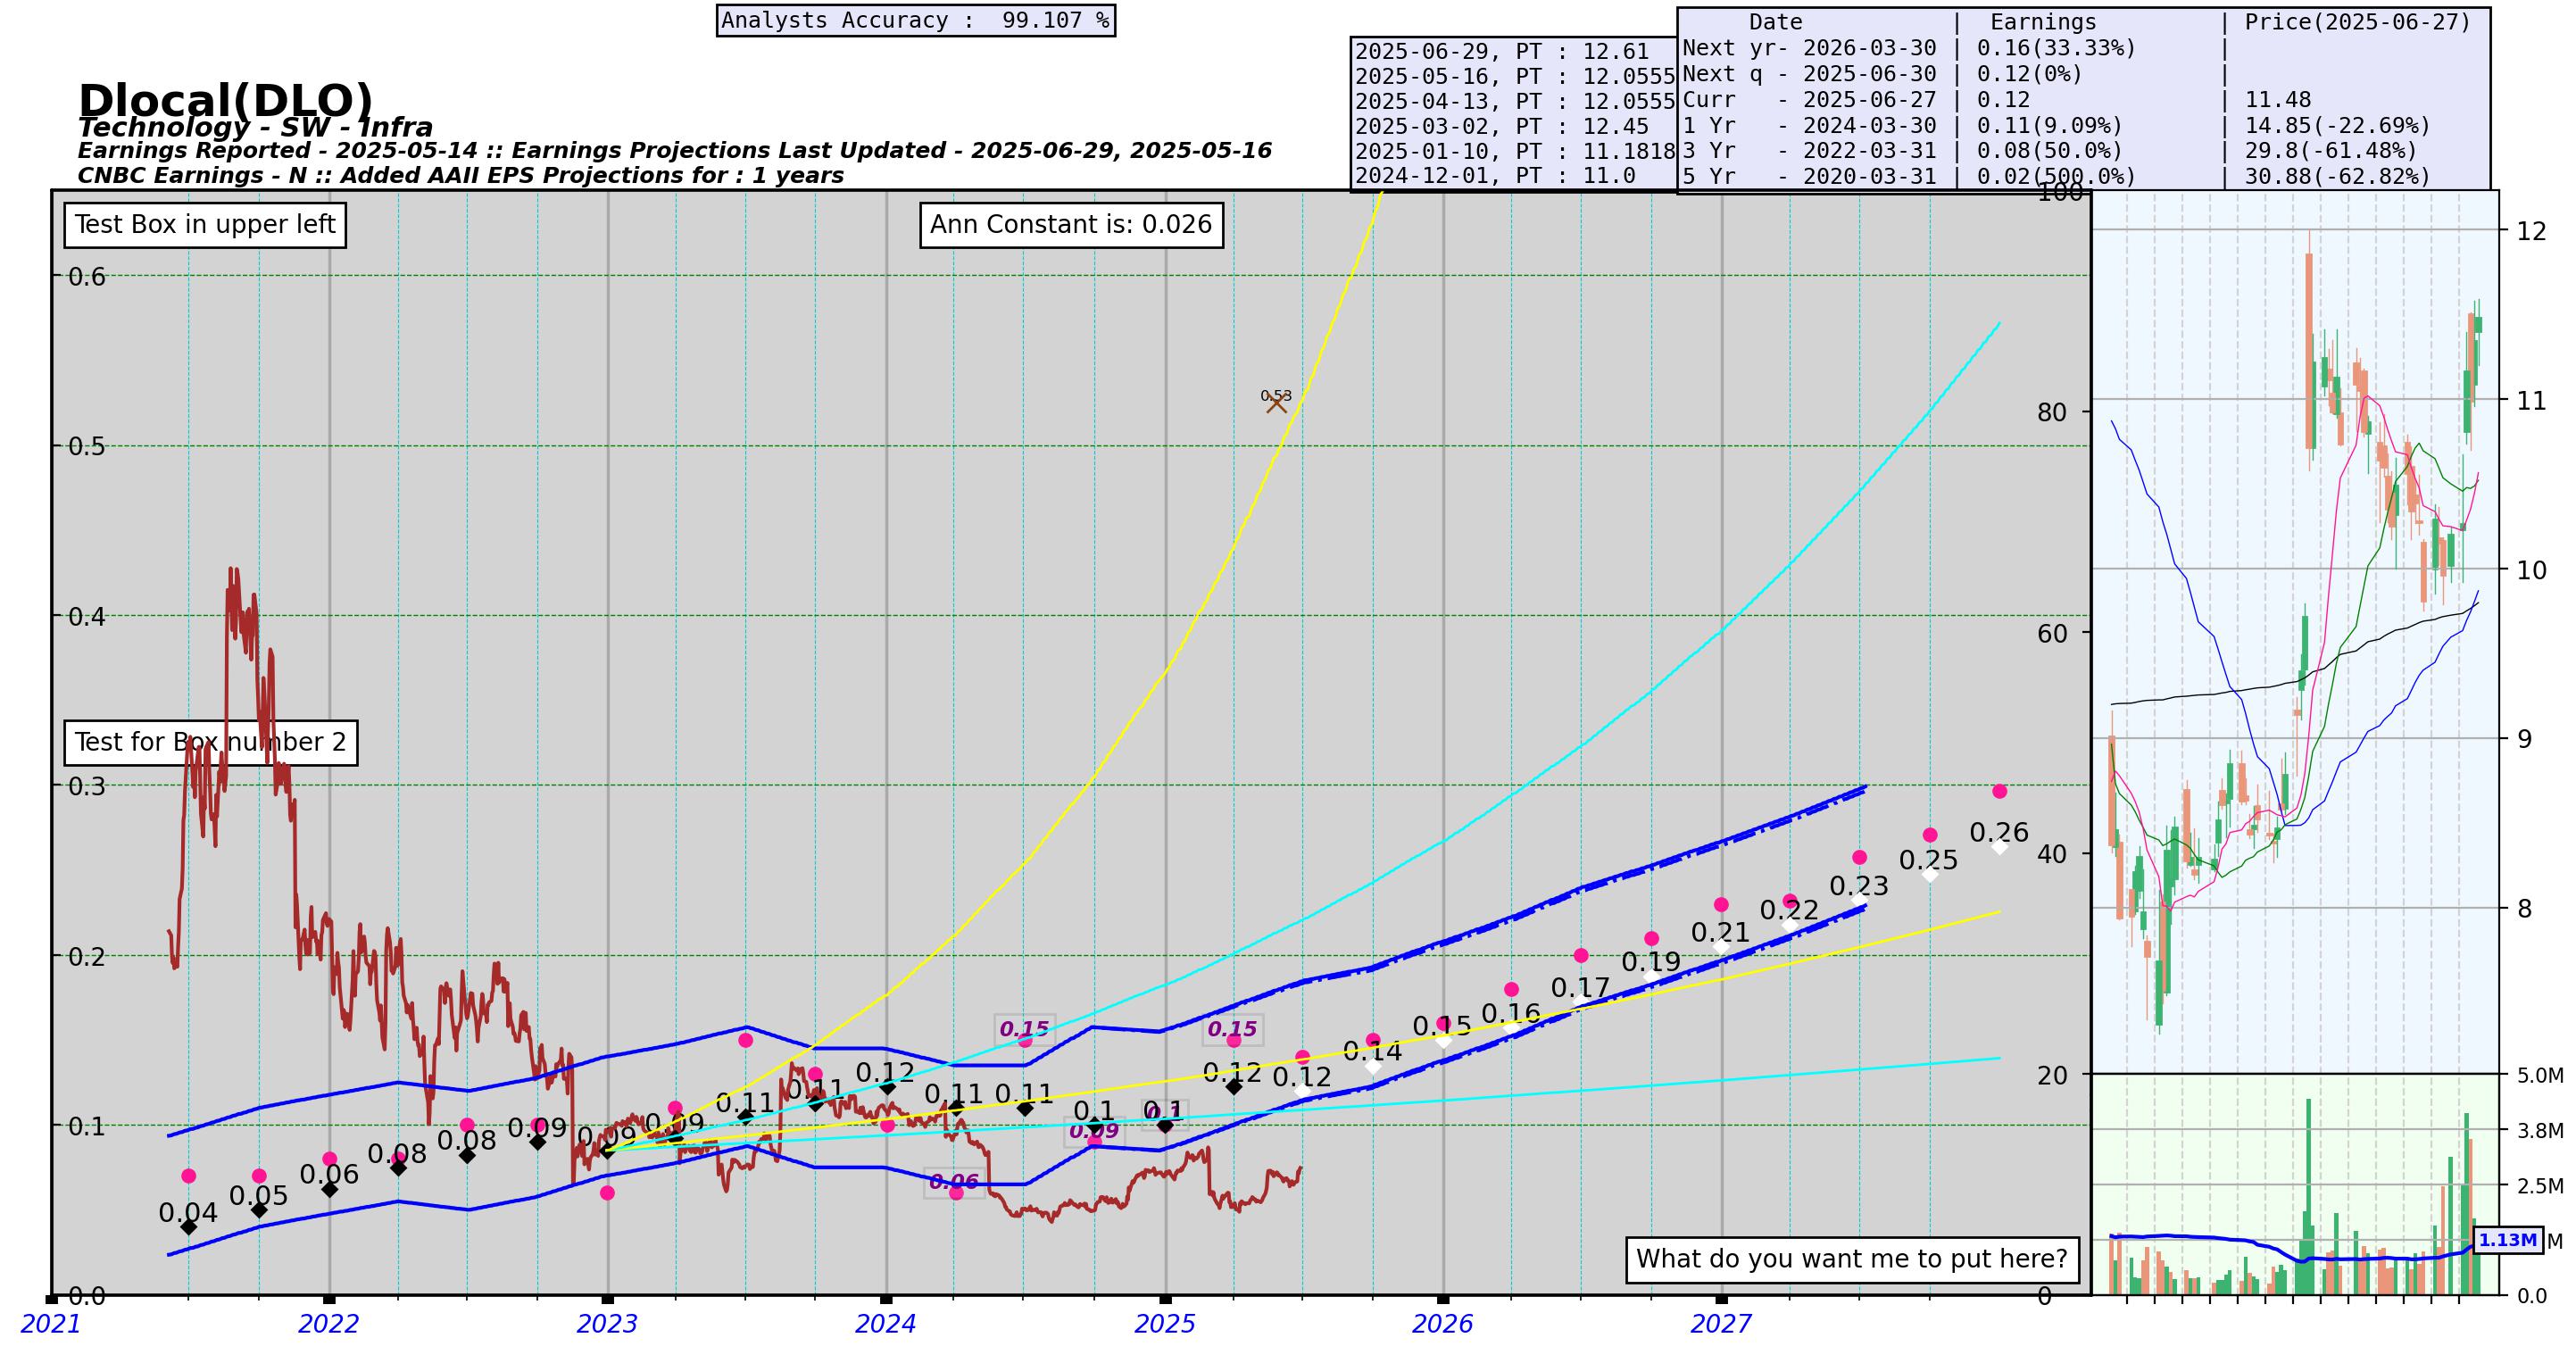 Analysts Accuracy :  99.107 %
Date | Earnings | Price(2025-06-27)
Next yr- 2026-03-30 | 0.16(33.33%) |
Next q - 2025-06-30 | 0.12(0%) |
Curr - 2025-06-27 | 0.12 | 11.48
1 Yr - 2024-03-30 | 0.11(9.09%) | 14.85(-22.69%)
3 Yr - 2022-03-31 | 0.08(50.0%) | 29.8(-61.48%)
5 Yr - 2020-03-31 | 0.02(500.0%) | 30.88(-62.82%)
2025-06-29, PT : 12.61
2025-05-16, PT : 12.0555
2025-04-13, PT : 12.0555
2025-03-02, PT : 12.45
2025-01-10, PT : 11.1818
2024-12-01, PT : 11.0
Dlocal(DLO)
Technology - SW - Infra
Earnings Reported - 2025-05-14 :: Earnings Projections Last Updated - 2025-06-29, 2025-05-16
CNBC Earnings - N :: Added AAII EPS Projections for : 1 years
Test Box in upper left
Ann Constant is: 0.026
Test for Box number 2
What do you want me to put here?
0.6
0.5
0.4
0.3
0.2
0.1
0.0
100
80
60
40
20
0
0.53
0.04
0.05
0.06
0.08
0.08
0.09
0.09
0.09
0.11
0.11
0.12
0.11
0.11
0.1
0.1
0.12
0.12
0.14
0.15
0.16
0.17
0.19
0.21
0.22
0.23
0.25
0.26
0.06
0.15
0.09
0.1
0.15
2021
2022
2023
2024
2025
2026
2027
12
11
10
9
8
5.0M
3.8M
2.5M
1.13M
M
0.0